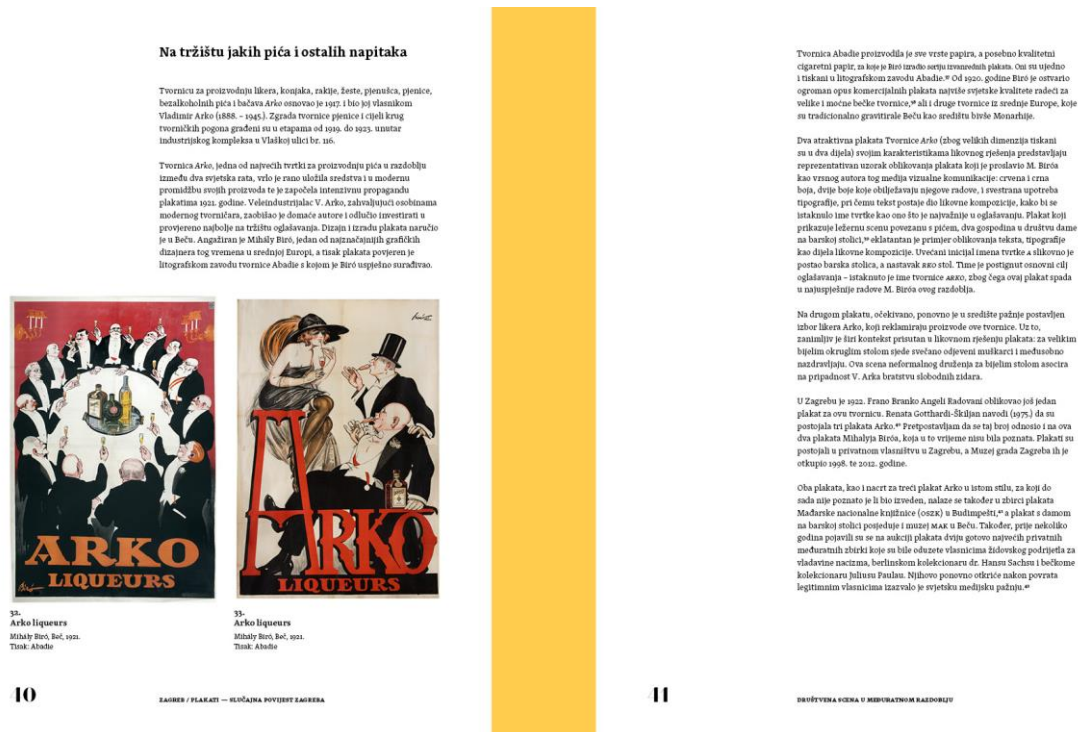 Na tržištu jakih pića i ostalih napitaka
Tvornicu za proizvodnju likera, konjaka, rakije, žeste, pjenušca, pjenice,
bezalkoholnih pića i bačava Arko osnovao je 1917. i bio joj vlasnikom
Vladimir Arko (1888. – 1945.). Zgrada tvornice pjenice i cijeli krug
tvorničkih pogona građeni su u etapama od 1919. do 1923. unutar
industrijskog kompleksa u Vlaškoj ulici br. 116.
Tvornica Arko, jedna od najvećih tvrtki za proizvodnju pića u razdoblju
između dva svjetska rata, vrlo je rano uložila sredstva i u modernu
promidžbu svojih proizvoda te je započela intenzivnu propagandu
plakatima 1921. godine. Veleindustrijalac V. Arko, zahvaljujući osobinama
modernog tvorničara, zaobišao je domaće autore i odlučio investirati u
provjereno najbolje na tržištu oglašavanja. Dizajn i izradu plakata naručio
je u Beču. Angažiran je Mihály Biró, jedan od najznačajnijih grafičkih
dizajnera tog vremena u srednjoj Europi, a tisak plakata povjeren je
litografskom zavodu tvornice Abadie s kojom je Biró uspješno surađivao.
ARKO
LIQUEURS
Biró
ARKO
LIQUEURS
32.
Arko liqueurs
Mihály Biró, Beč, 1921.
Tisak: Abadie
33.
Arko liqueurs
Mihály Biró, Beč, 1921.
Tisak: Abadie
40
ZAGREB / PLAKATI — SLUČAJNA POVIJEST ZAGREBA
Tvornica Abadie proizvodila je sve vrste papira, a posebno kvalitetni
cigaretni papir, za koje je Biró izradio seriju izvanrednih plakata. Oni su ujedno
i tiskani u litografskom zavodu Abadie.³⁷ Od 1920. godine Biró je ostvario
ogroman opus komercijalnih plakata najviše svjetske kvalitete radeći za
velike i moćne bečke tvornice,³⁸ ali i druge tvornice iz srednje Europe, koje
su tradicionalno gravitirale Beču kao središtu bivše Monarhije.
Dva atraktivna plakata Tvornice Arko (zbog velikih dimenzija tiskani
su u dva dijela) svojim karakteristikama likovnog rješenja predstavljaju
reprezentativan uzorak oblikovanja plakata koji je proslavio M. Biróa
kao vrsnog autora tog medija vizualne komunikacije: crvena i crna
boja, dvije boje koje obilježavaju njegove radove, i svestrana upotreba
tipografije, pri čemu tekst postaje dio likovne kompozicije, kako bi se
istaknulo ime tvrtke kao ono što je najvažnije u oglašavanju. Plakat koji
prikazuje ležernu scenu povezanu s pićem, dva gospodina u društvu dame
na barskoj stolici,³⁹ eklatantan je primjer oblikovanja teksta, tipografije
kao dijela likovne kompozicije. Uvećani inicijal imena tvrtke A slikovno je
postao barska stolica, a nastavak RKO stol. Time je postignut osnovni cilj
oglašavanja – istaknuto je ime tvornice ARKO, zbog čega ovaj plakat spada
u najuspješnije radove M. Biróa ovog razdoblja.
Na drugom plakatu, očekivano, ponovno je u središte pažnje postavljen
izbor likera Arko, koji reklamiraju proizvode ove tvornice. Uz to,
zanimljiv je širi kontekst prisutan u likovnom rješenju plakata: za velikim
bijelim okruglim stolom sjede svečano odjeveni muškarci i međusobno
nazdravljaju. Ova scena neformalnog druženja za bijelim stolom asocira
na pripadnost V. Arka bratstvu slobodnih zidara.
U Zagrebu je 1922. Frano Branko Angeli Radovani oblikovao još jedan
plakat za ovu tvornicu. Renata Gotthardi-Škiljan navodi (1975.) da su
postojala tri plakata Arko.⁴⁰ Pretpostavljam da se taj broj odnosio i na ova
dva plakata Mihalyja Biróa, koja u to vrijeme nisu bila poznata. Plakati su
postojali u privatnom vlasništvu u Zagrebu, a Muzej grada Zagreba ih je
otkupio 1998. te 2012. godine.
Oba plakata, kao i nacrt za treći plakat Arko u istom stilu, za koji do
sada nije poznato je li bio izveden, nalaze se također u zbirci plakata
Mađarske nacionalne knjižnice (OSZK) u Budimpešti,⁴¹ a plakat s damom
na barskoj stolici posjeduje i muzej MAK u Beču. Također, prije nekoliko
godina pojavili su se na aukciji plakata dviju gotovo najvećih privatnih
međuratnih zbirki koje su bile oduzete vlasnicima židovskog podrijetla za
vladavine nacizma, berlinskom kolekcionaru dr. Hansu Sachsu i bečkome
kolekcionaru Juliusu Paulau. Njihovo ponovno otkriće nakon povrata
legitimnim vlasnicima izazvalo je svjetsku medijsku pažnju.⁴²
41
DRUŠTVENA SCENA U MEĐURATNOM RAZDOBLJU